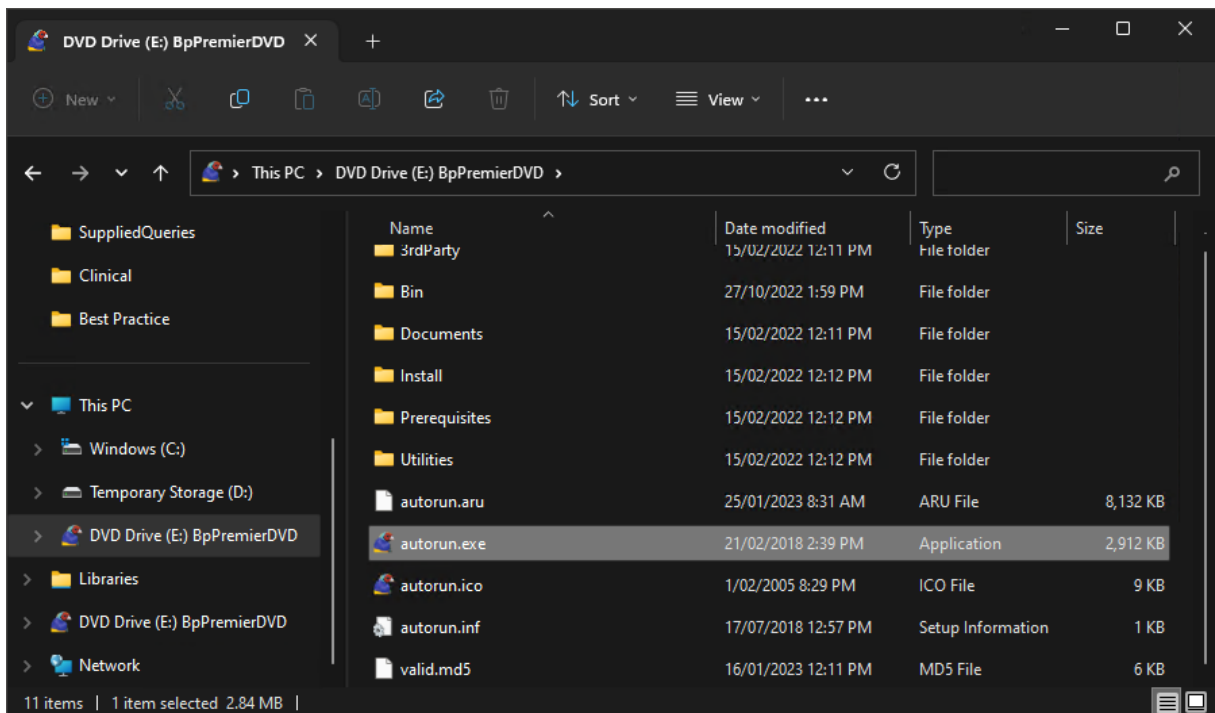 DVD Drive (E:) BpPremierDVD
New
Sort
View
This PC > DVD Drive (E:) BpPremierDVD >
SuppliedQueries
Clinical
Best Practice
This PC
Windows (C:)
Temporary Storage (D:)
DVD Drive (E:) BpPremierDVD
Libraries
DVD Drive (E:) BpPremierDVD
Network
Name Date modified Type Size
3rdParty 15/02/2022 12:11 PM File folder
Bin 27/10/2022 1:59 PM File folder
Documents 15/02/2022 12:11 PM File folder
Install 15/02/2022 12:12 PM File folder
Prerequisites 15/02/2022 12:12 PM File folder
Utilities 15/02/2022 12:12 PM File folder
autorun.aru 25/01/2023 8:31 AM ARU File 8,132 KB
autorun.exe 21/02/2018 2:39 PM Application 2,912 KB
autorun.ico 1/02/2005 8:29 PM ICO File 9 KB
autorun.inf 17/07/2018 12:57 PM Setup Information 1 KB
valid.md5 16/01/2023 12:11 PM MD5 File 6 KB
11 items | 1 item selected 2.84 MB |